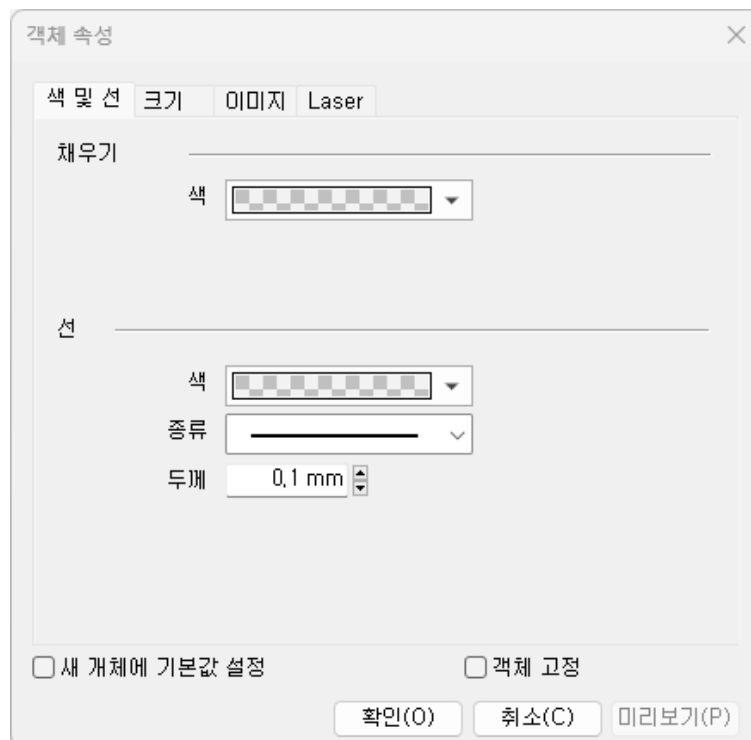 객체 속성
색 및 선 크기 이미지 Laser
채우기
색
선
색
종류
두께 0,1 mm
새 개체에 기본값 설정 객체 고정
확인(O) 취소(C) 미리보기(P)